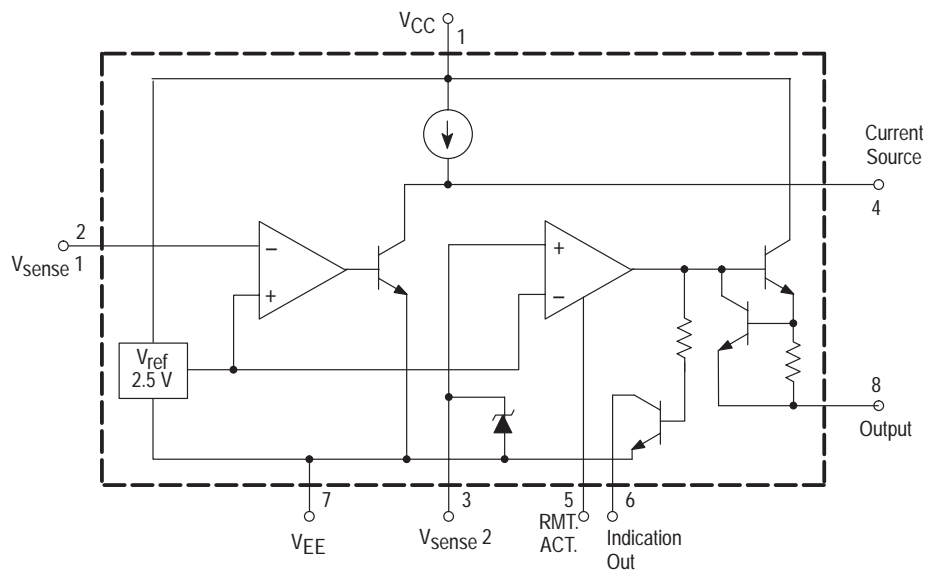 VCC
1
Current
Source
4
2
Vsense 1
−
+
+
−
Vref
2.5 V
8
Output
7
VEE
3
Vsense 2
5
RMT.
ACT.
6
Indication
Out